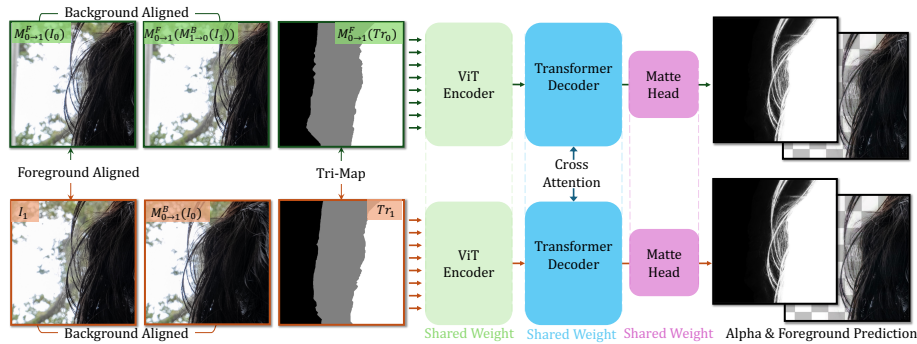 Background Aligned
$M^F_{0→1}(I_0)$
$M^F_{0→1}(M^B_{1→0}(I_1))$
$M^F_{0→1}(Tr_0)$
ViT
Encoder
Transformer
Decoder
Matte
Head
Foreground Aligned
Tri-Map
Cross
Attention
$I_1$
$M^B_{0→1}(I_0)$
$Tr_1$
ViT
Encoder
Transformer
Decoder
Matte
Head
Background Aligned
Shared Weight
Shared Weight
Shared Weight
Alpha & Foreground Prediction